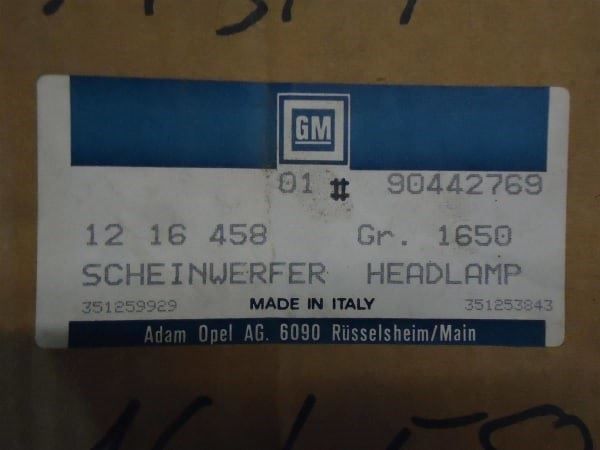 GM
01 # 90442769
12 16 458 Gr. 1650
SCHEINWERFER HEADLAMP
351259929 MADE IN ITALY 351253843
Adam Opel AG. 6090 Rüsselsheim/Main